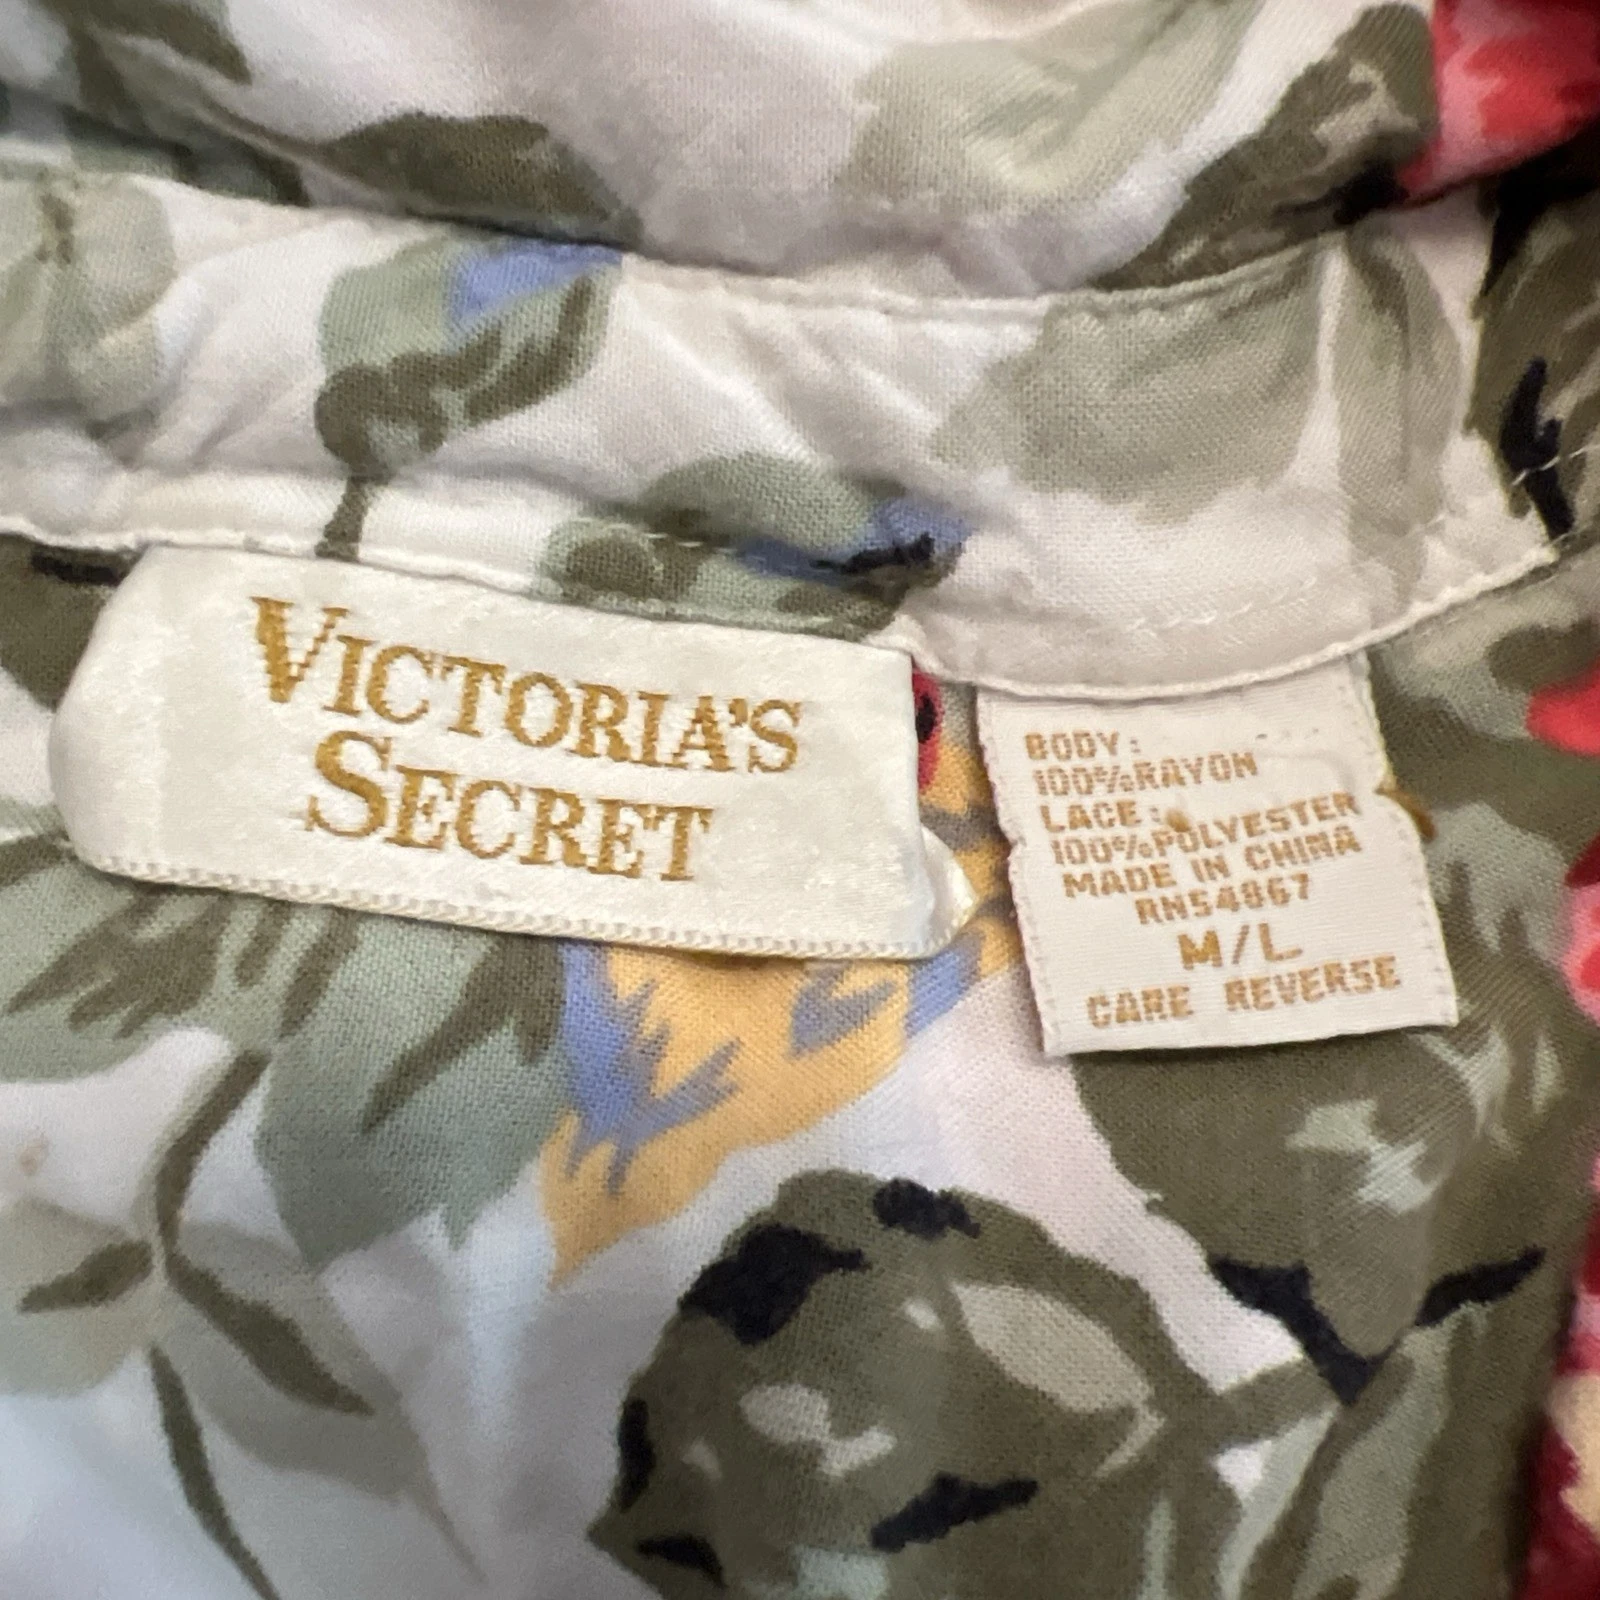 VICTORIA'S
SECRET
BODY:
100%RAYON
LACE:
100%POLYESTER
MADE IN CHINA
RN54867
M/L
CARE REVERSE